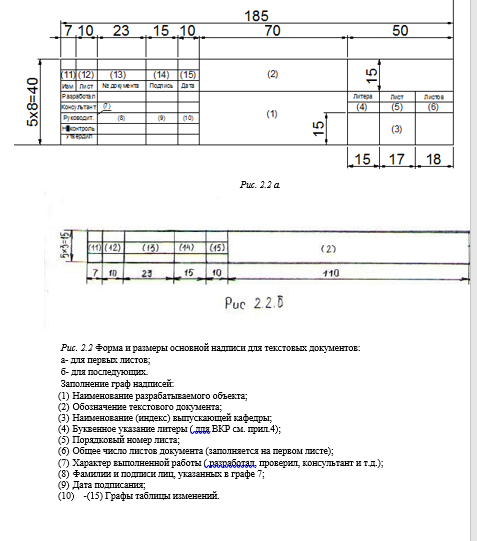 185
7 10 23 15 10 70 50
5x8=40
(11) (12) (13) (14) (15) (2) 15
Изм Лист № документа Подпись Дата Литера Лист Листов
Разработал (4) (5) (6)
Консультант (7) (1)
Руководит. (8) (9) (10) 15 (3)
Н контроль
Утвердил
15 17 18
Рис. 2.2 а.
5x3=15
(11) (12) (13) (14) (15) (2)
7 10 23 15 10 110
Рис 2.2.б
Рис. 2.2 Форма и размеры основной надписи для текстовых документов:
а- для первых листов;
б- для последующих.
Заполнение граф надписей:
(1) Наименование разрабатываемого объекта;
(2) Обозначение текстового документа;
(3) Наименование (индекс) выпускающей кафедры;
(4) Буквенное указание литеры ( для ВКР см. прил.4);
(5) Порядковый номер листа;
(6) Общее число листов документа (заполняется на первом листе);
(7) Характер выполненной работы ( разработал, проверил, консультант и т.д.);
(8) Фамилии и подписи лиц, указанных в графе 7;
(9) Дата подписания;
(10) -(15) Графы таблицы изменений.